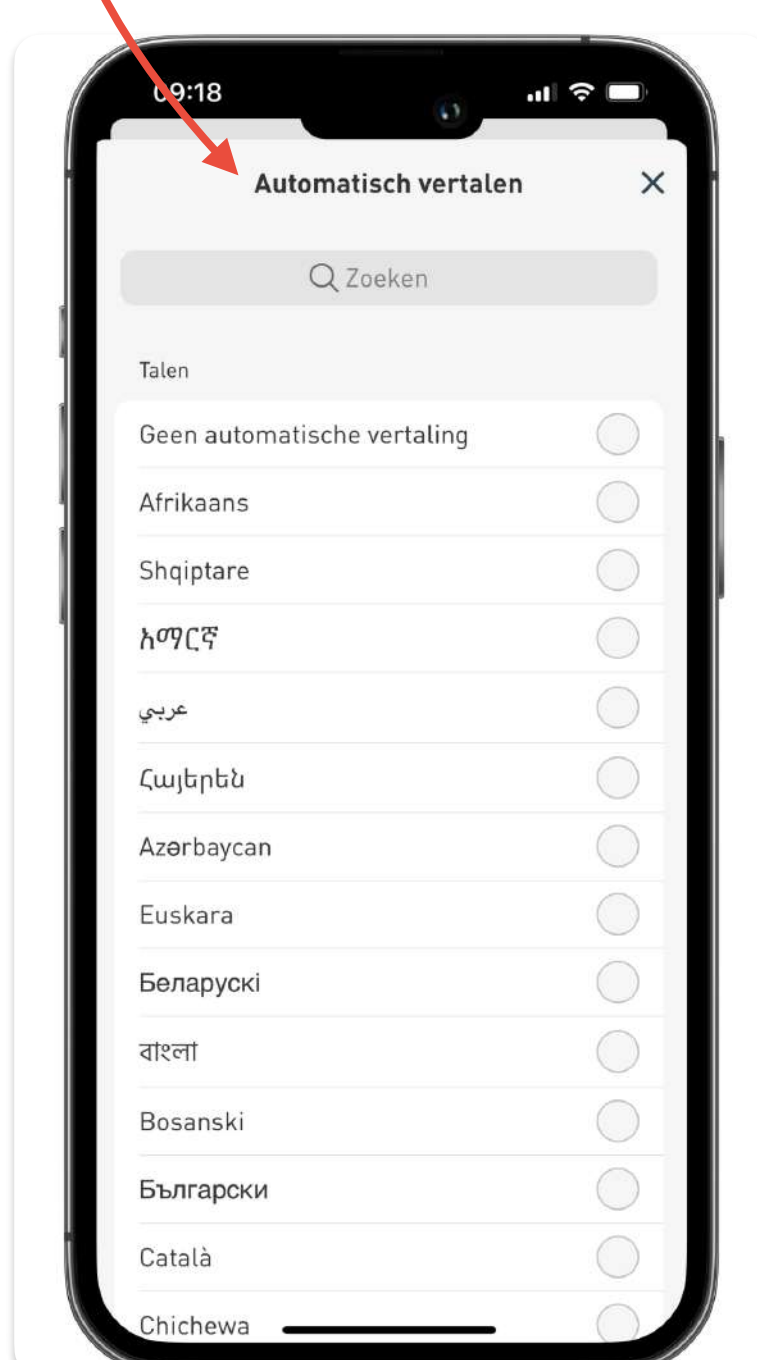 09:18
Automatisch vertalen
Zoeken
Talen
Geen automatische vertaling
Afrikaans
Shqiptare
አማርኛ
عربي
Հայերեն
Azərbaycan
Euskara
Беларускі
বাংলা
Bosanski
Български
Català
Chichewa